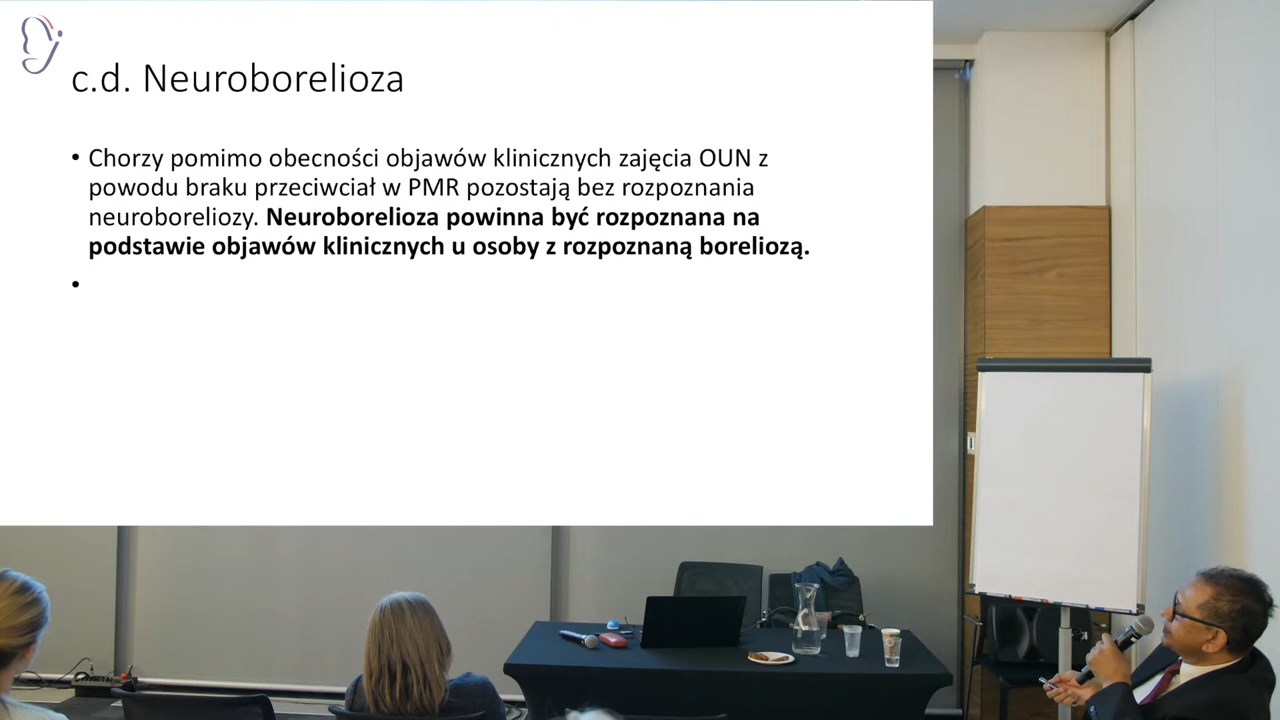 c.d. Neuroborelioza
• Chorzy pomimo obecności objawów klinicznych zajęcia OUN z
powodu braku przeciwciał w PMR pozostają bez rozpoznania
neuroboreliozy. Neuroborelioza powinna być rozpoznana na
podstawie objawów klinicznych u osoby z rozpoznaną boreliozą.
•